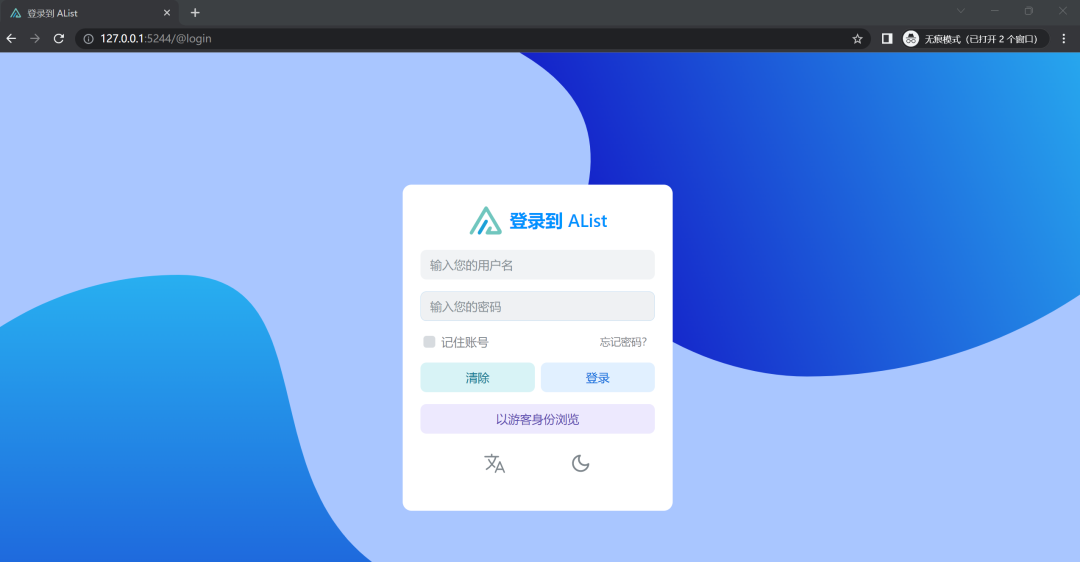 登录到 AList
127.0.0.1:5244/@login
无痕模式（已打开 2 个窗口）
登录到 AList
输入您的用户名
输入您的密码
记住账号
忘记密码?
清除
登录
以游客身份浏览